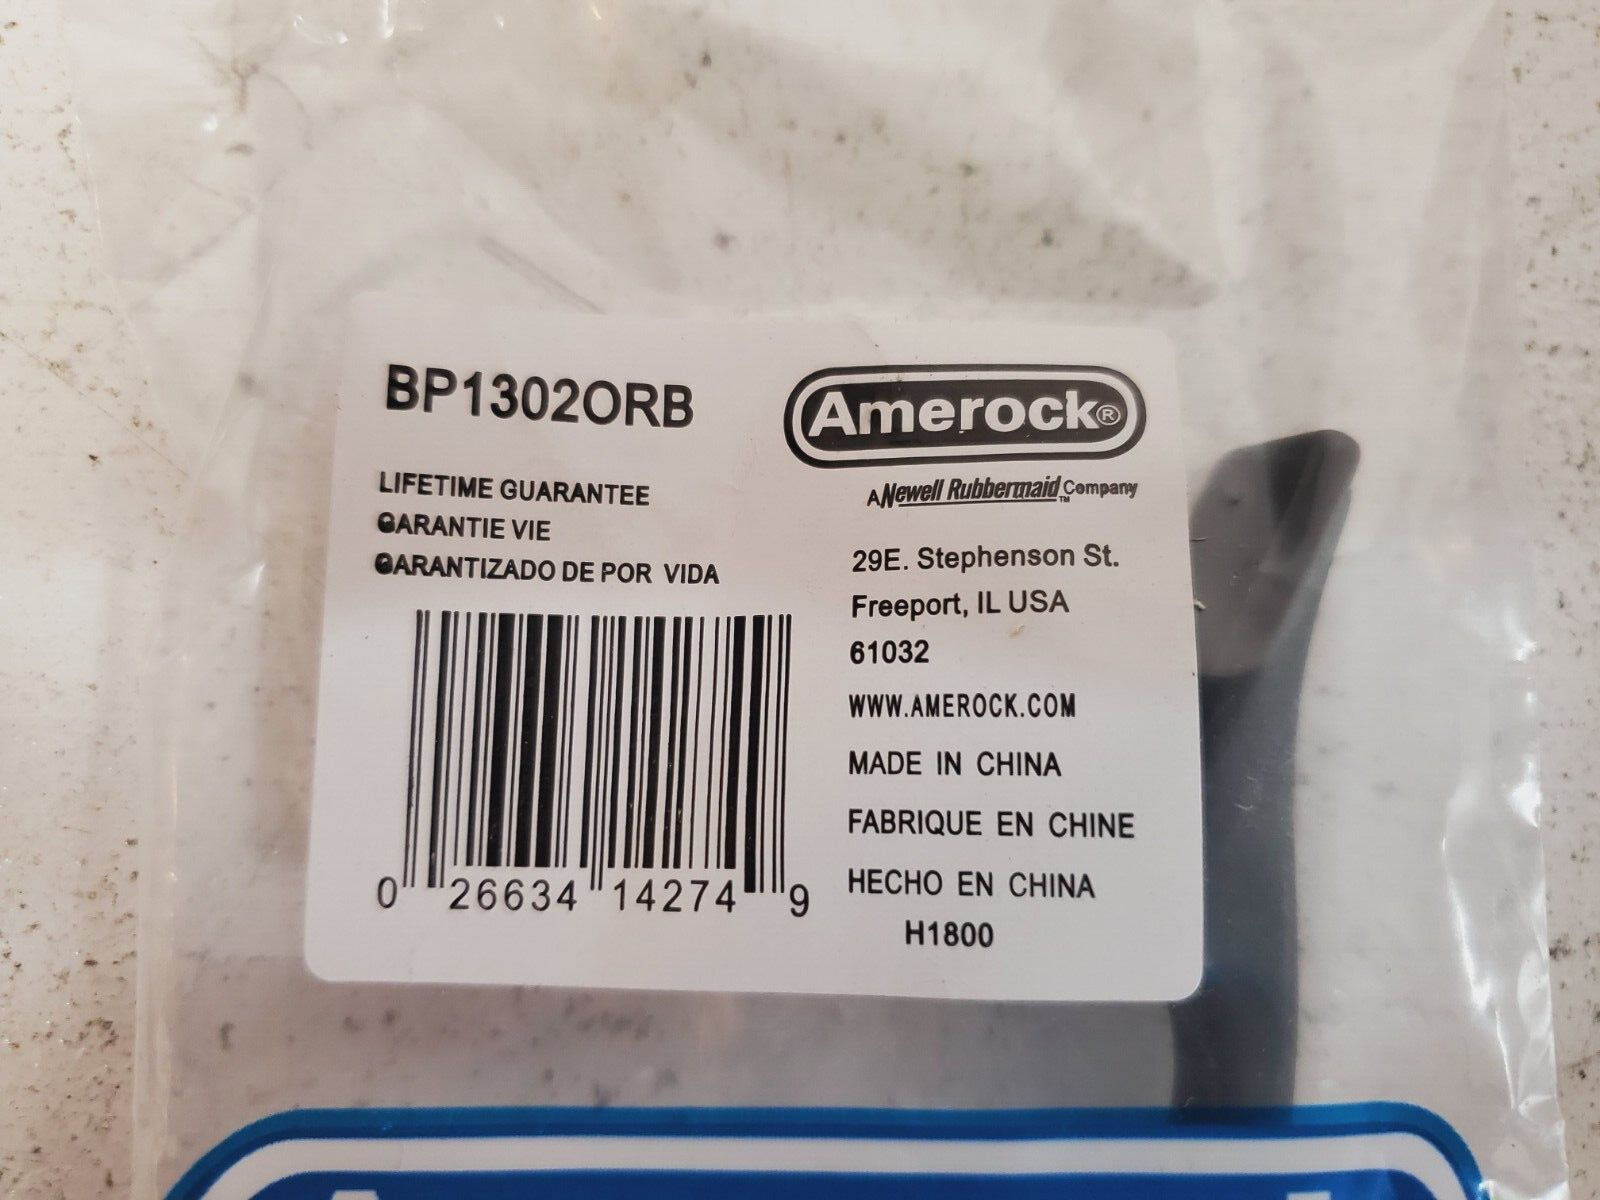 BP1302ORB
LIFETIME GUARANTEE
GARANTIE VIE
GARANTIZADO DE POR VIDA
0 26634 14274 9
Amerock®
A Newell Rubbermaid™ Company
29E. Stephenson St.
Freeport, IL USA
61032
WWW.AMEROCK.COM
MADE IN CHINA
FABRIQUE EN CHINE
HECHO EN CHINA
H1800